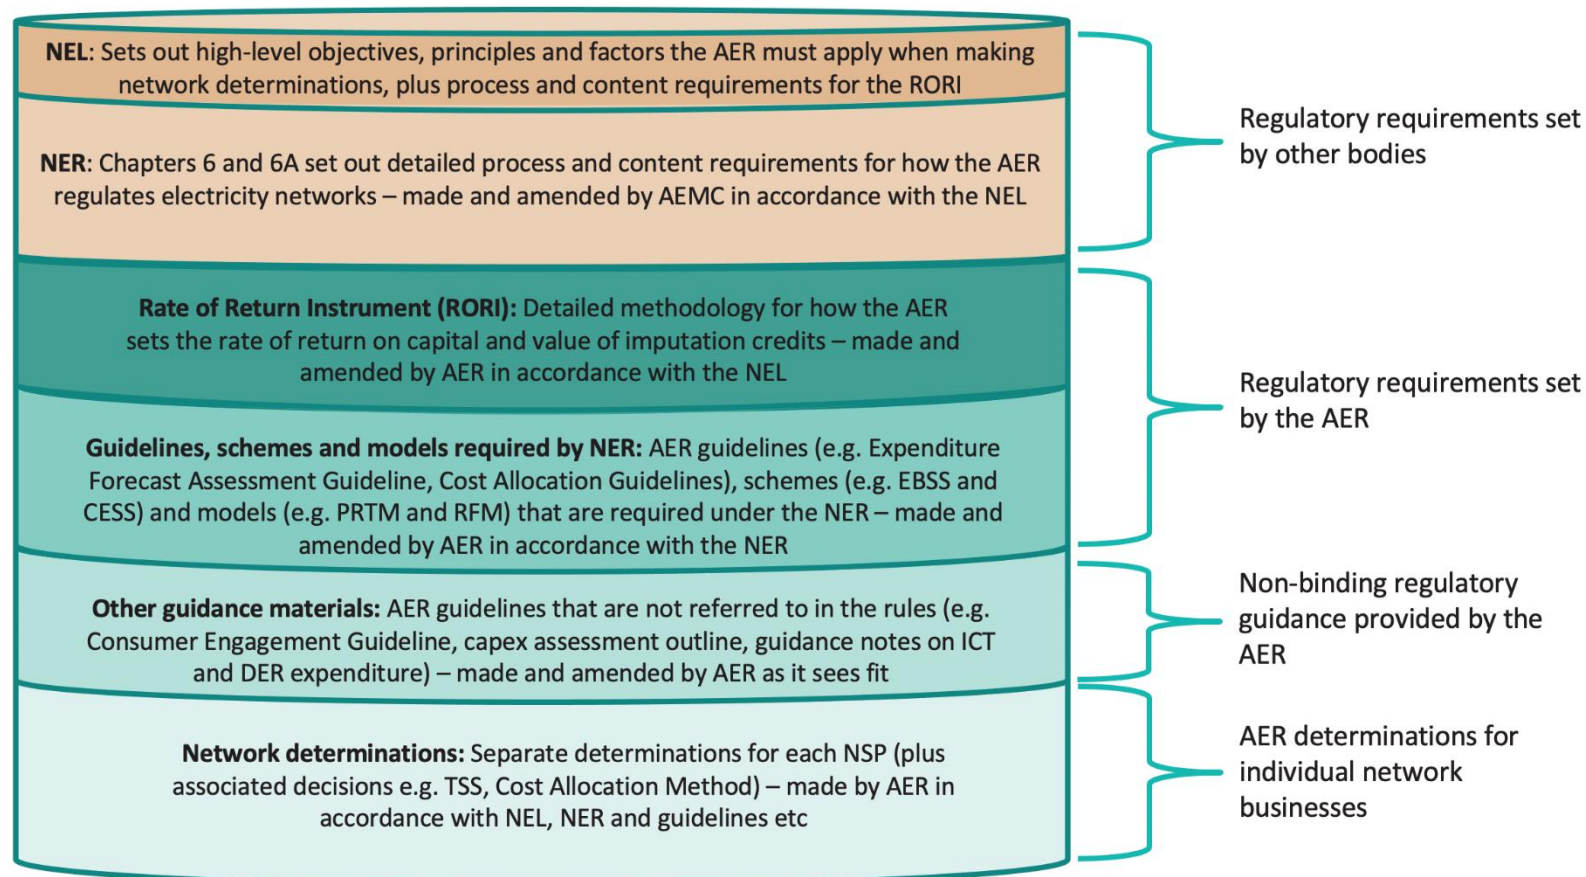 NEL: Sets out high-level objectives, principles and factors the AER must apply when making
network determinations, plus process and content requirements for the RORI
Regulatory requirements set
by other bodies
NER: Chapters 6 and 6A set out detailed process and content requirements for how the AER
regulates electricity networks – made and amended by AEMC in accordance with the NEL
Rate of Return Instrument (RORI): Detailed methodology for how the AER
sets the rate of return on capital and value of imputation credits – made and
amended by AER in accordance with the NEL
Regulatory requirements set
by the AER
Guidelines, schemes and models required by NER: AER guidelines (e.g. Expenditure
Forecast Assessment Guideline, Cost Allocation Guidelines), schemes (e.g. EBSS and
CESS) and models (e.g. PRTM and RFM) that are required under the NER – made and
amended by AER in accordance with the NER
Other guidance materials: AER guidelines that are not referred to in the rules (e.g.
Consumer Engagement Guideline, capex assessment outline, guidance notes on ICT
and DER expenditure) – made and amended by AER as it sees fit
Non-binding regulatory
guidance provided by the
AER
Network determinations: Separate determinations for each NSP (plus
associated decisions e.g. TSS, Cost Allocation Method) – made by AER in
accordance with NEL, NER and guidelines etc
AER determinations for
individual network
businesses